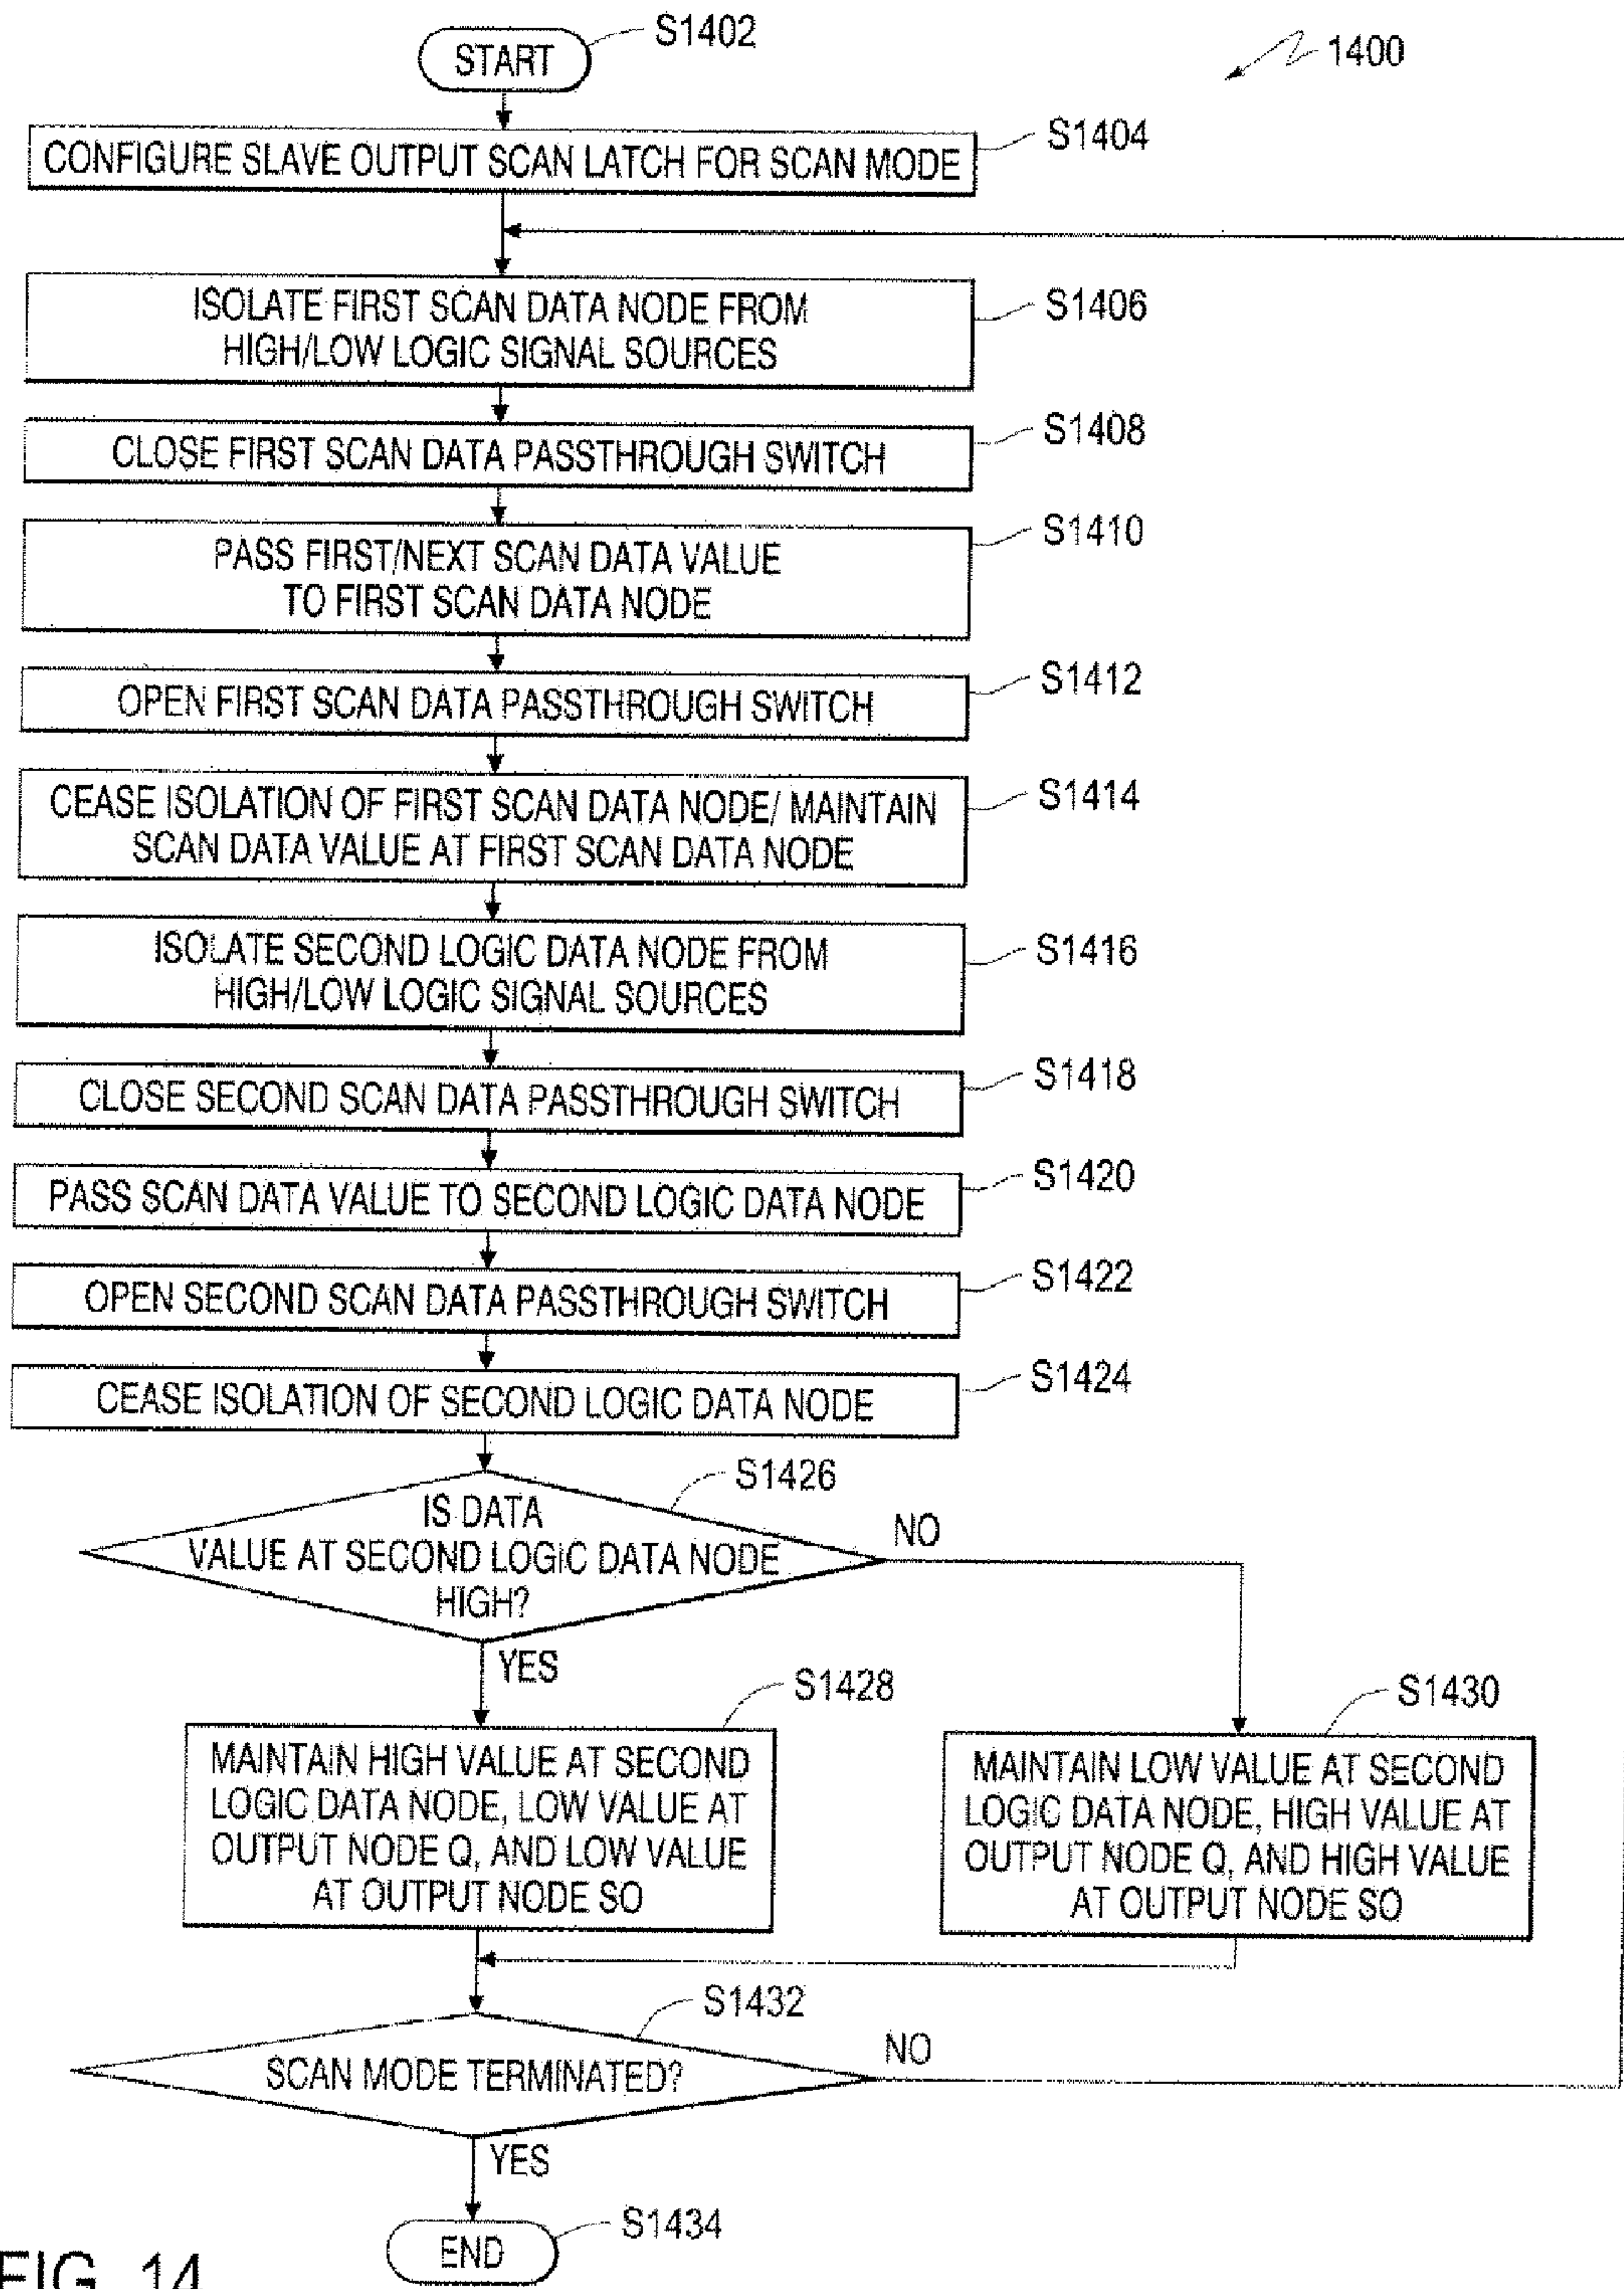 START
S1402
1400
CONFIGURE SLAVE OUTPUT SCAN LATCH FOR SCAN MODE
S1404
ISOLATE FIRST SCAN DATA NODE FROM
HIGH/LOW LOGIC SIGNAL SOURCES
S1406
CLOSE FIRST SCAN DATA PASSTHROUGH SWITCH
S1408
PASS FIRST/NEXT SCAN DATA VALUE
TO FIRST SCAN DATA NODE
S1410
OPEN FIRST SCAN DATA PASSTHROUGH SWITCH
S1412
CEASE ISOLATION OF FIRST SCAN DATA NODE/ MAINTAIN
SCAN DATA VALUE AT FIRST SCAN DATA NODE
S1414
ISOLATE SECOND LOGIC DATA NODE FROM
HIGH/LOW LOGIC SIGNAL SOURCES
S1416
CLOSE SECOND SCAN DATA PASSTHROUGH SWITCH
S1418
PASS SCAN DATA VALUE TO SECOND LOGIC DATA NODE
S1420
OPEN SECOND SCAN DATA PASSTHROUGH SWITCH
S1422
CEASE ISOLATION OF SECOND LOGIC DATA NODE
S1424
S1426
IS DATA
VALUE AT SECOND LOGIC DATA NODE
HIGH?
NO
YES
S1428
MAINTAIN HIGH VALUE AT SECOND
LOGIC DATA NODE, LOW VALUE AT
OUTPUT NODE Q, AND LOW VALUE
AT OUTPUT NODE SO
S1430
MAINTAIN LOW VALUE AT SECOND
LOGIC DATA NODE, HIGH VALUE AT
OUTPUT NODE Q, AND HIGH VALUE
AT OUTPUT NODE SO
S1432
SCAN MODE TERMINATED?
NO
YES
END
S1434
FIG. 14